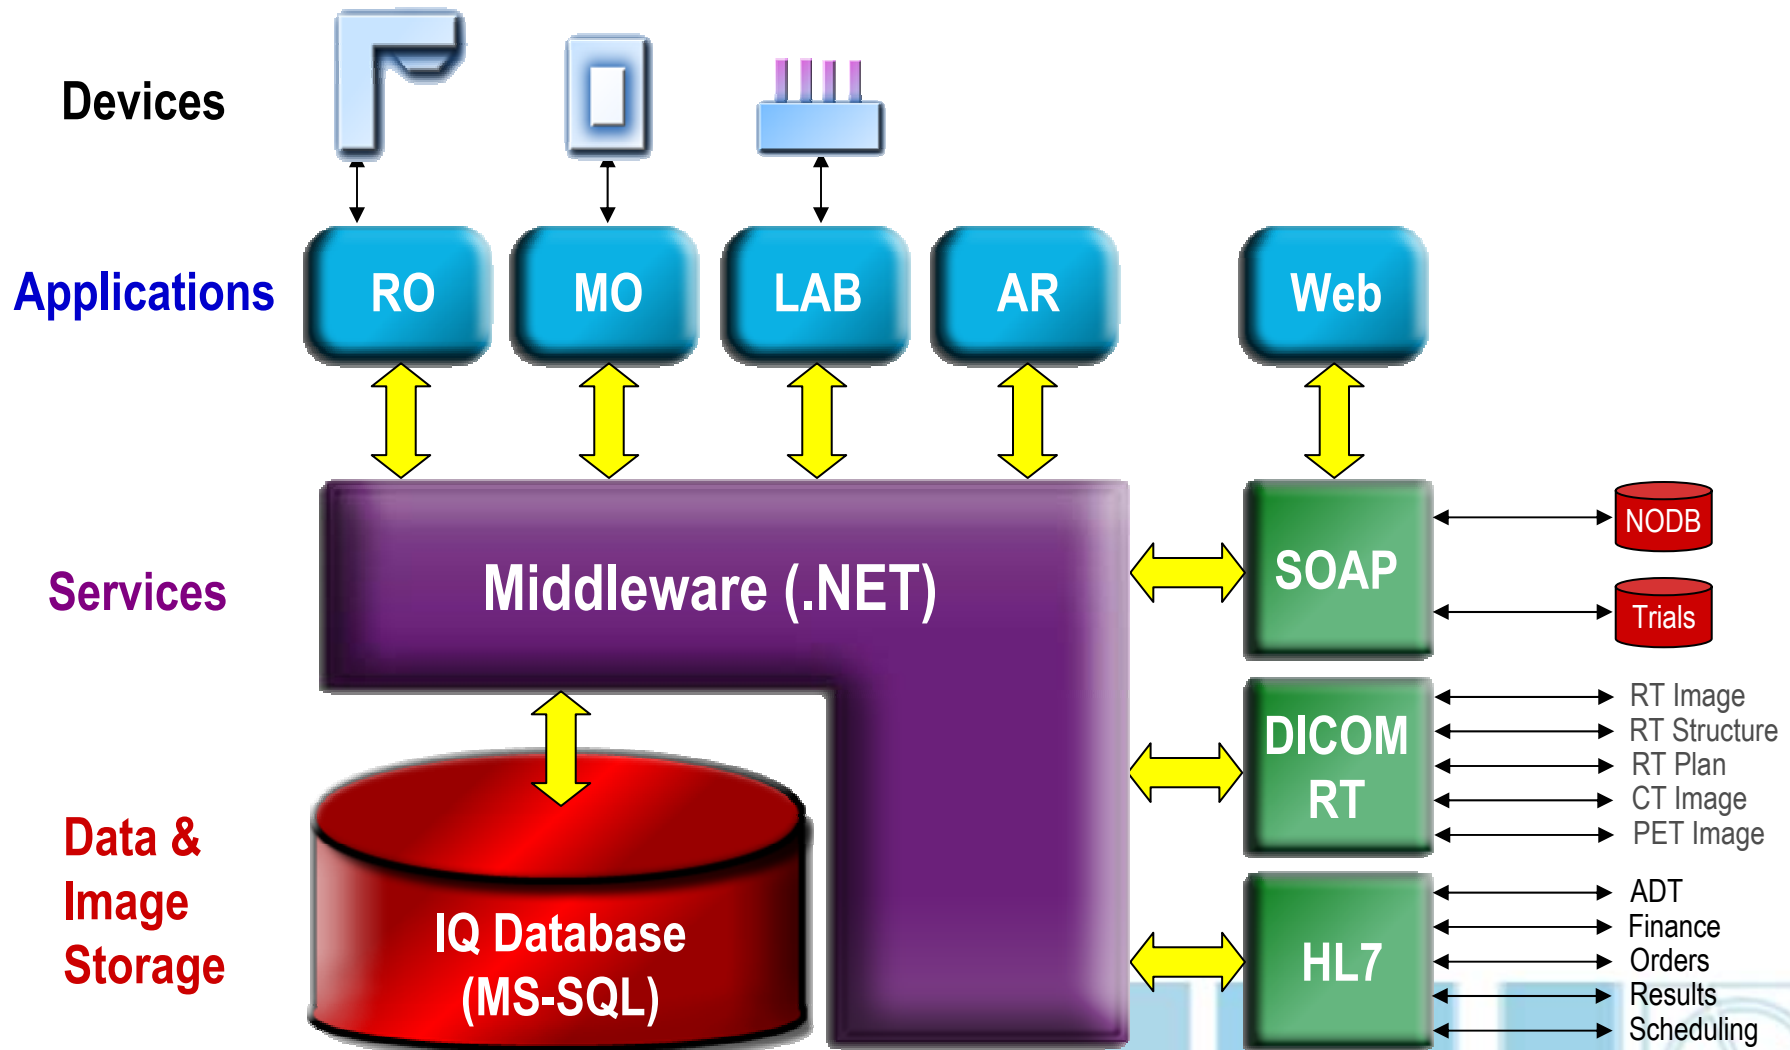 Devices
Applications
RO
MO
LAB
AR
Web
Services
Middleware (.NET)
SOAP
NODB
Trials
DICOM
RT
RT Image
RT Structure
RT Plan
CT Image
PET Image
Data &
Image
Storage
IQ Database
(MS-SQL)
HL7
ADT
Finance
Orders
Results
Scheduling